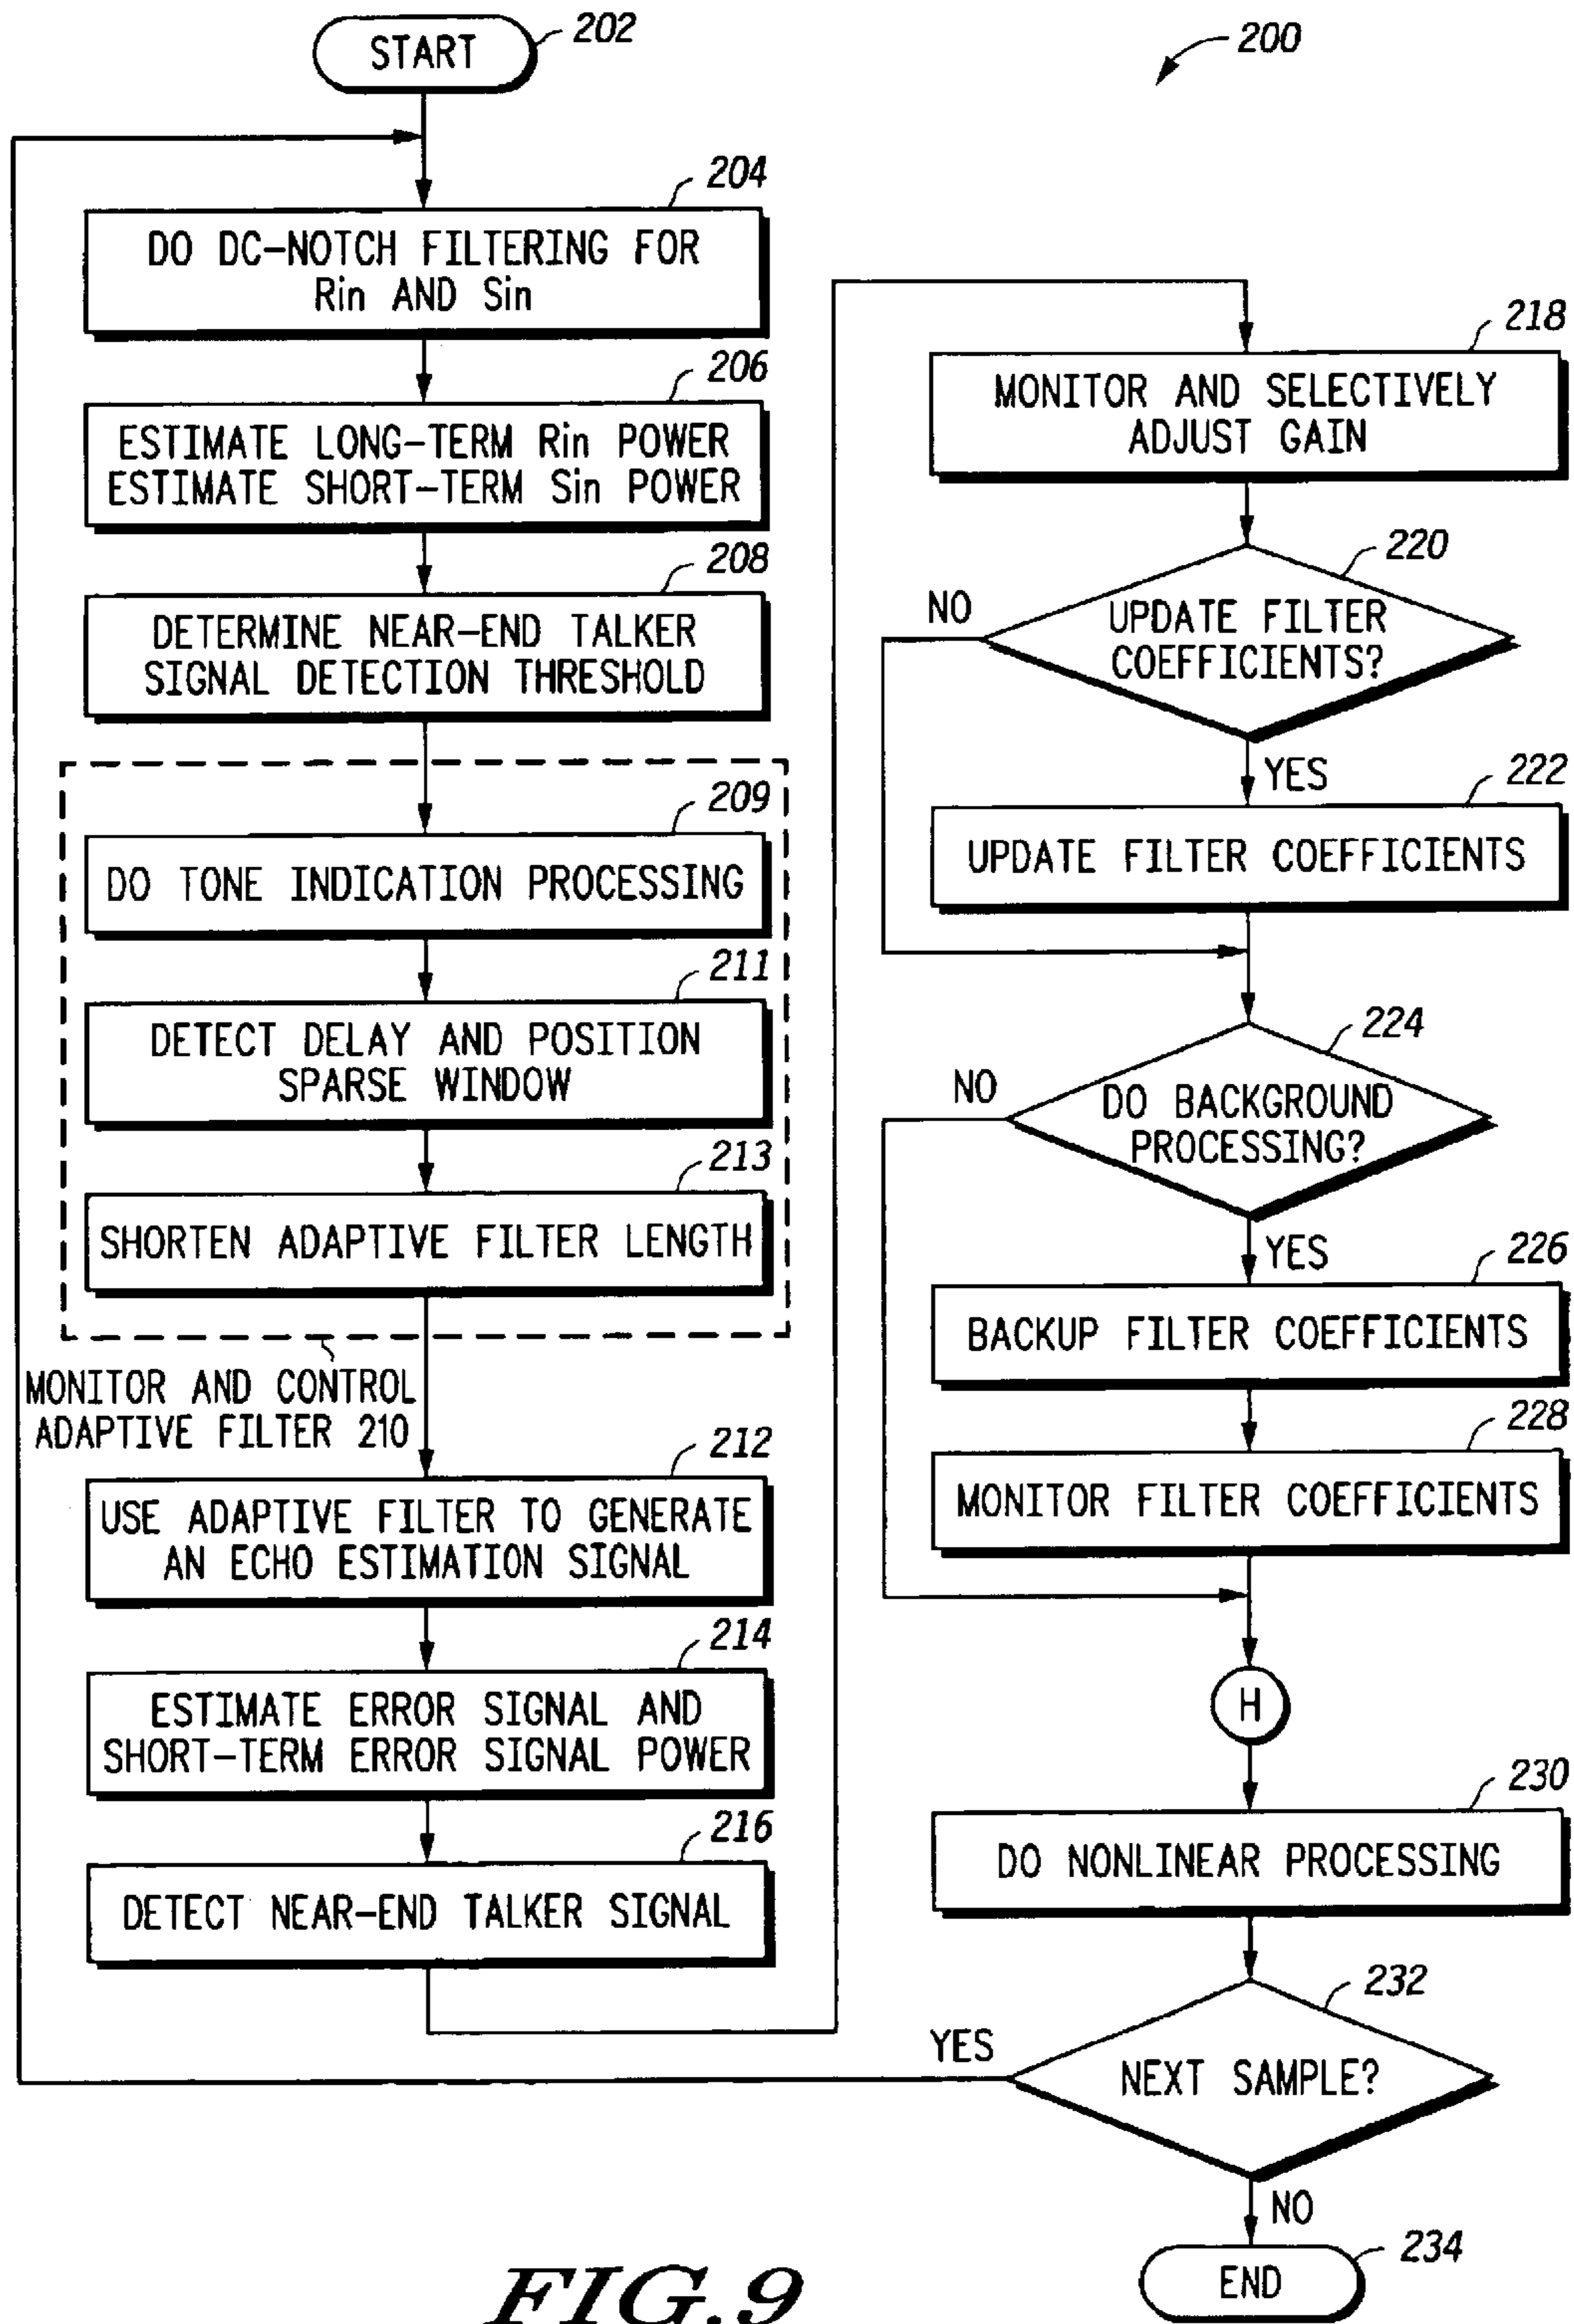 START
202
200
204
DO DC-NOTCH FILTERING FOR
Rin AND Sin
206
ESTIMATE LONG-TERM Rin POWER
ESTIMATE SHORT-TERM Sin POWER
208
DETERMINE NEAR-END TALKER
SIGNAL DETECTION THRESHOLD
209
DO TONE INDICATION PROCESSING
211
DETECT DELAY AND POSITION
SPARSE WINDOW
213
SHORTEN ADAPTIVE FILTER LENGTH
MONITOR AND CONTROL
ADAPTIVE FILTER 210
212
USE ADAPTIVE FILTER TO GENERATE
AN ECHO ESTIMATION SIGNAL
214
ESTIMATE ERROR SIGNAL AND
SHORT-TERM ERROR SIGNAL POWER
216
DETECT NEAR-END TALKER SIGNAL
218
MONITOR AND SELECTIVELY
ADJUST GAIN
220
NO
UPDATE FILTER
COEFFICIENTS?
YES
222
UPDATE FILTER COEFFICIENTS
224
NO
DO BACKGROUND
PROCESSING?
YES
226
BACKUP FILTER COEFFICIENTS
228
MONITOR FILTER COEFFICIENTS
H
230
DO NONLINEAR PROCESSING
232
YES
NEXT SAMPLE?
NO
234
END
FIG.9